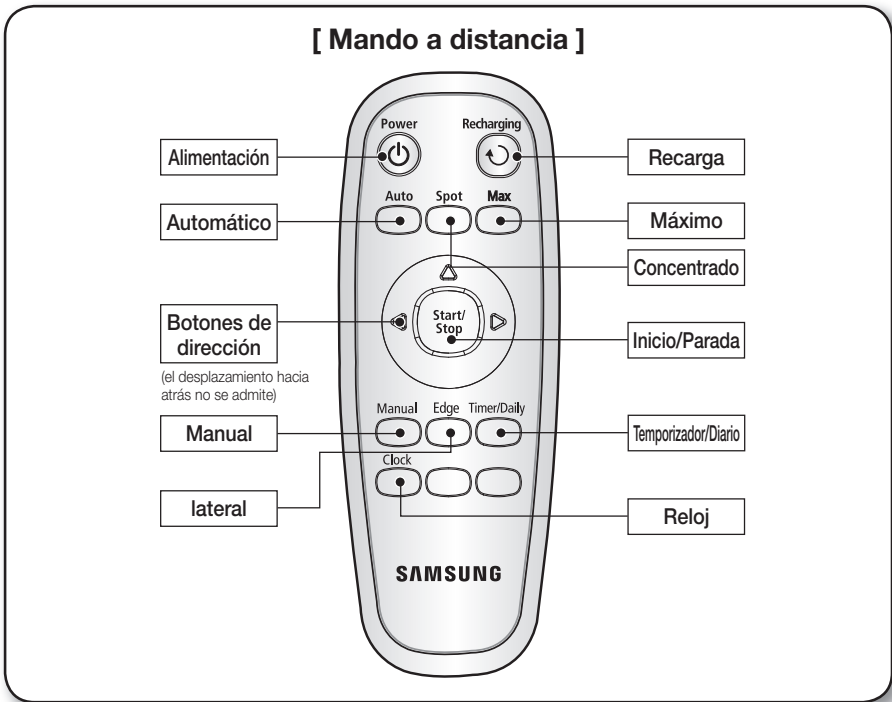 [ Mando a distancia ]
Power
Recharging
Alimentación
Recarga
Auto
Spot
Max
Automático
Máximo
Concentrado
Botones de
dirección
(el desplazamiento hacia
atrás no se admite)
Start/
Stop
Inicio/Parada
Manual
Edge
Timer/Daily
Manual
Temporizador/Diario
Clock
lateral
Reloj
SAMSUNG